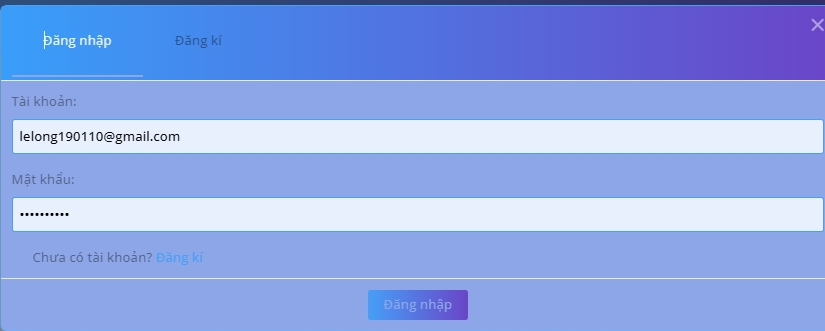 Đăng nhập Đăng kí
Tài khoản:
lelong190110@gmail.com
Mật khẩu:
••••••••••
Chưa có tài khoản? Đăng kí
Đăng nhập